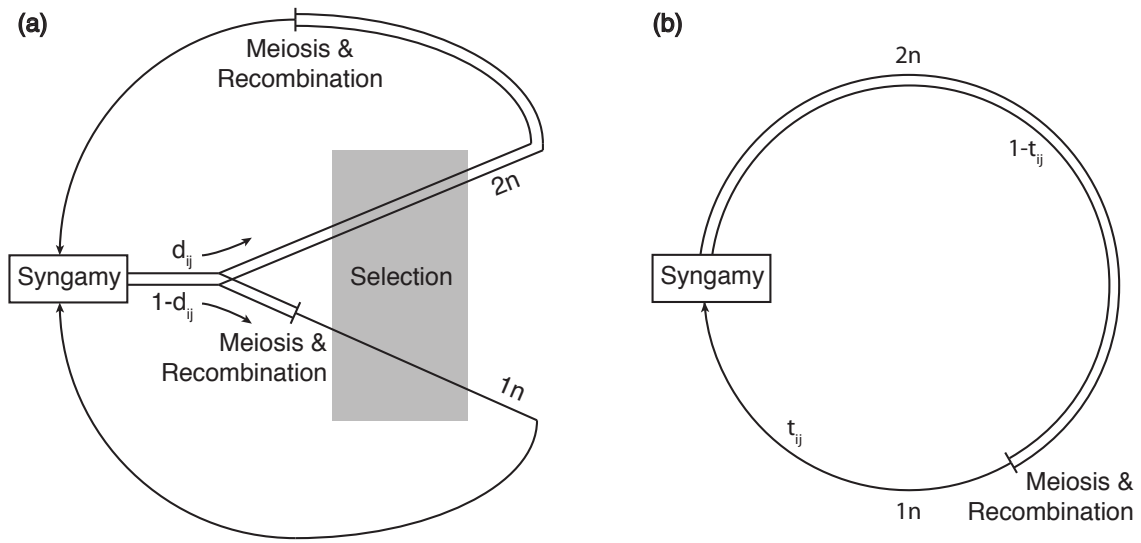 (a)
Meiosis &
Recombination
2n
d_ij
Syngamy
Selection
1-d_ij
Meiosis &
Recombination
1n
(b)
2n
1-t_ij
Syngamy
t_ij
1n
Meiosis &
Recombination